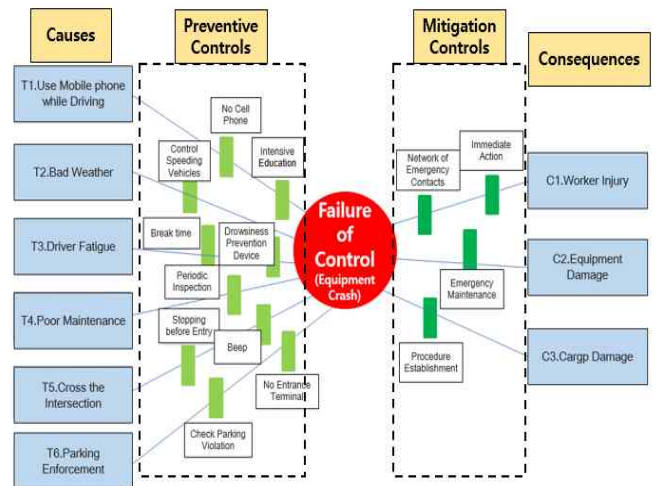 Causes
Preventive
Controls
Mitigation
Controls
Consequences
T1.Use Mobile phone
while Driving
T2.Bad Weather
T3.Driver Fatigue
T4.Poor Maintenance
T5.Cross the
Intersection
T6.Parking
Enforcement
No Cell
Phone
Control
Speeding
Vehicles
Intensive
Education
Break time
Drowsiness
Prevention
Device
Periodic
Inspection
Stopping
before Entry
Beep
No Entrance
Terminal
Check Parking
Violation
Failure
of
Control
(Equipment
Crash)
Network of
Emergency
Contacts
Immediate
Action
Emergency
Maintenance
Procedure
Establishment
C1.Worker Injury
C2.Equipment
Damage
C3.Cargp Damage